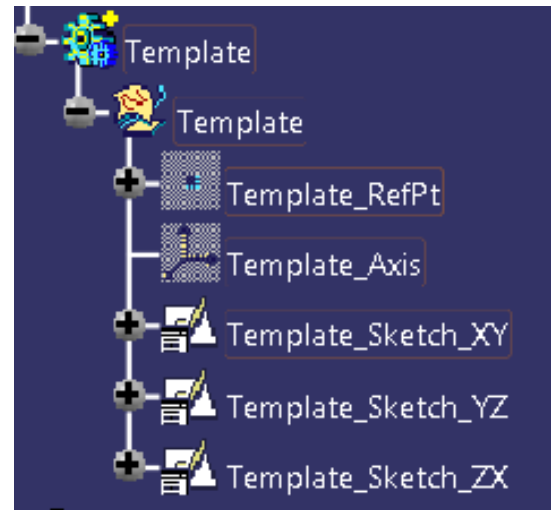 Template
Template
Template_RefPt
Template_Axis
Template_Sketch_XY
Template_Sketch_YZ
Template_Sketch_ZX